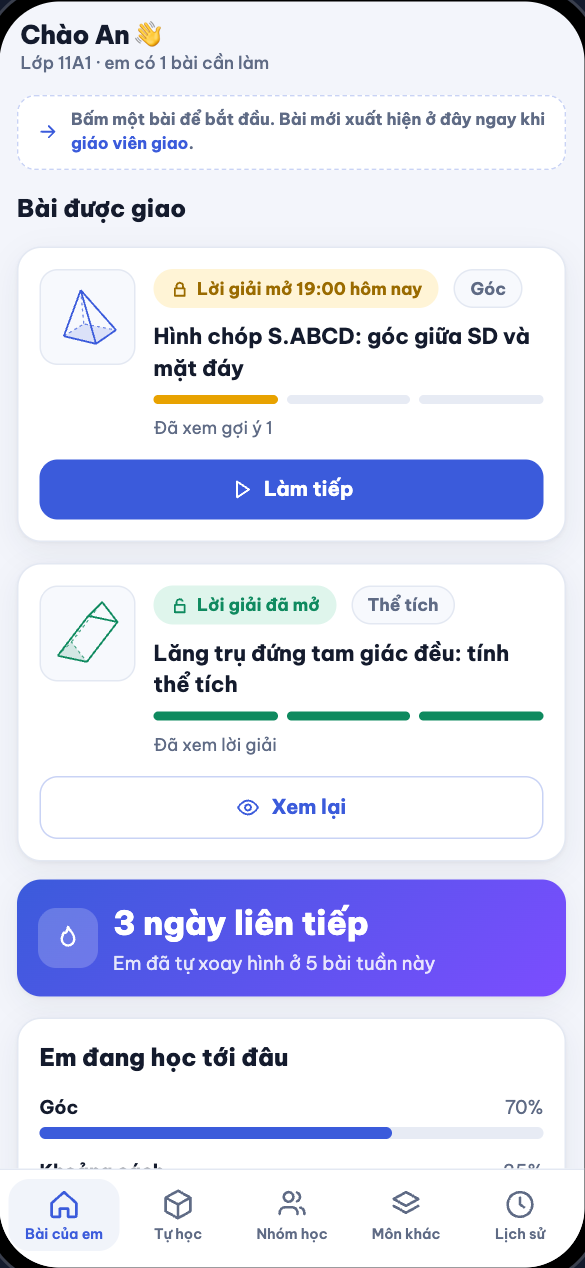 Chào An 👋
Lớp 11A1 · em có 1 bài cần làm
Bấm một bài để bắt đầu. Bài mới xuất hiện ở đây ngay khi
giáo viên giao.
Bài được giao
Lời giải mở 19:00 hôm nay
Góc
Hình chóp S.ABCD: góc giữa SD và
mặt đáy
Đã xem gợi ý 1
Làm tiếp
Lời giải đã mở
Thể tích
Lăng trụ đứng tam giác đều: tính
thể tích
Đã xem lời giải
Xem lại
3 ngày liên tiếp
Em đã tự xoay hình ở 5 bài tuần này
Em đang học tới đâu
Góc
70%
Bài của em
Tự học
Nhóm học
Môn khác
Lịch sử